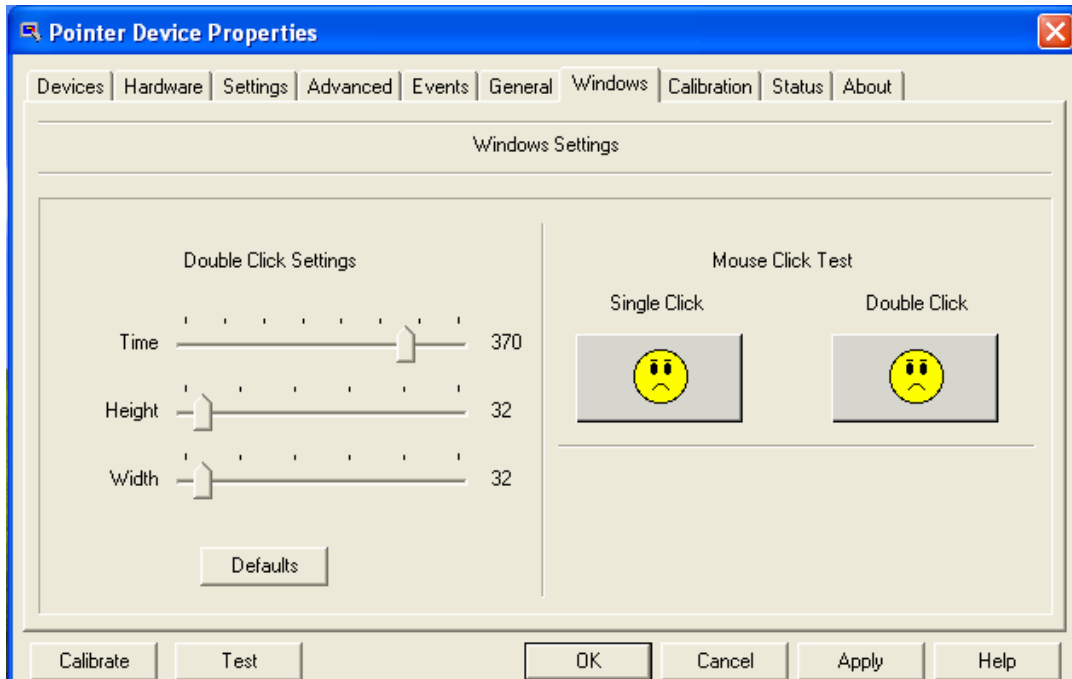 Pointer Device Properties
Devices Hardware Settings Advanced Events General Windows Calibration Status About
Windows Settings
Double Click Settings
Time 370
Height 32
Width 32
Defaults
Mouse Click Test
Single Click Double Click
Calibrate Test OK Cancel Apply Help